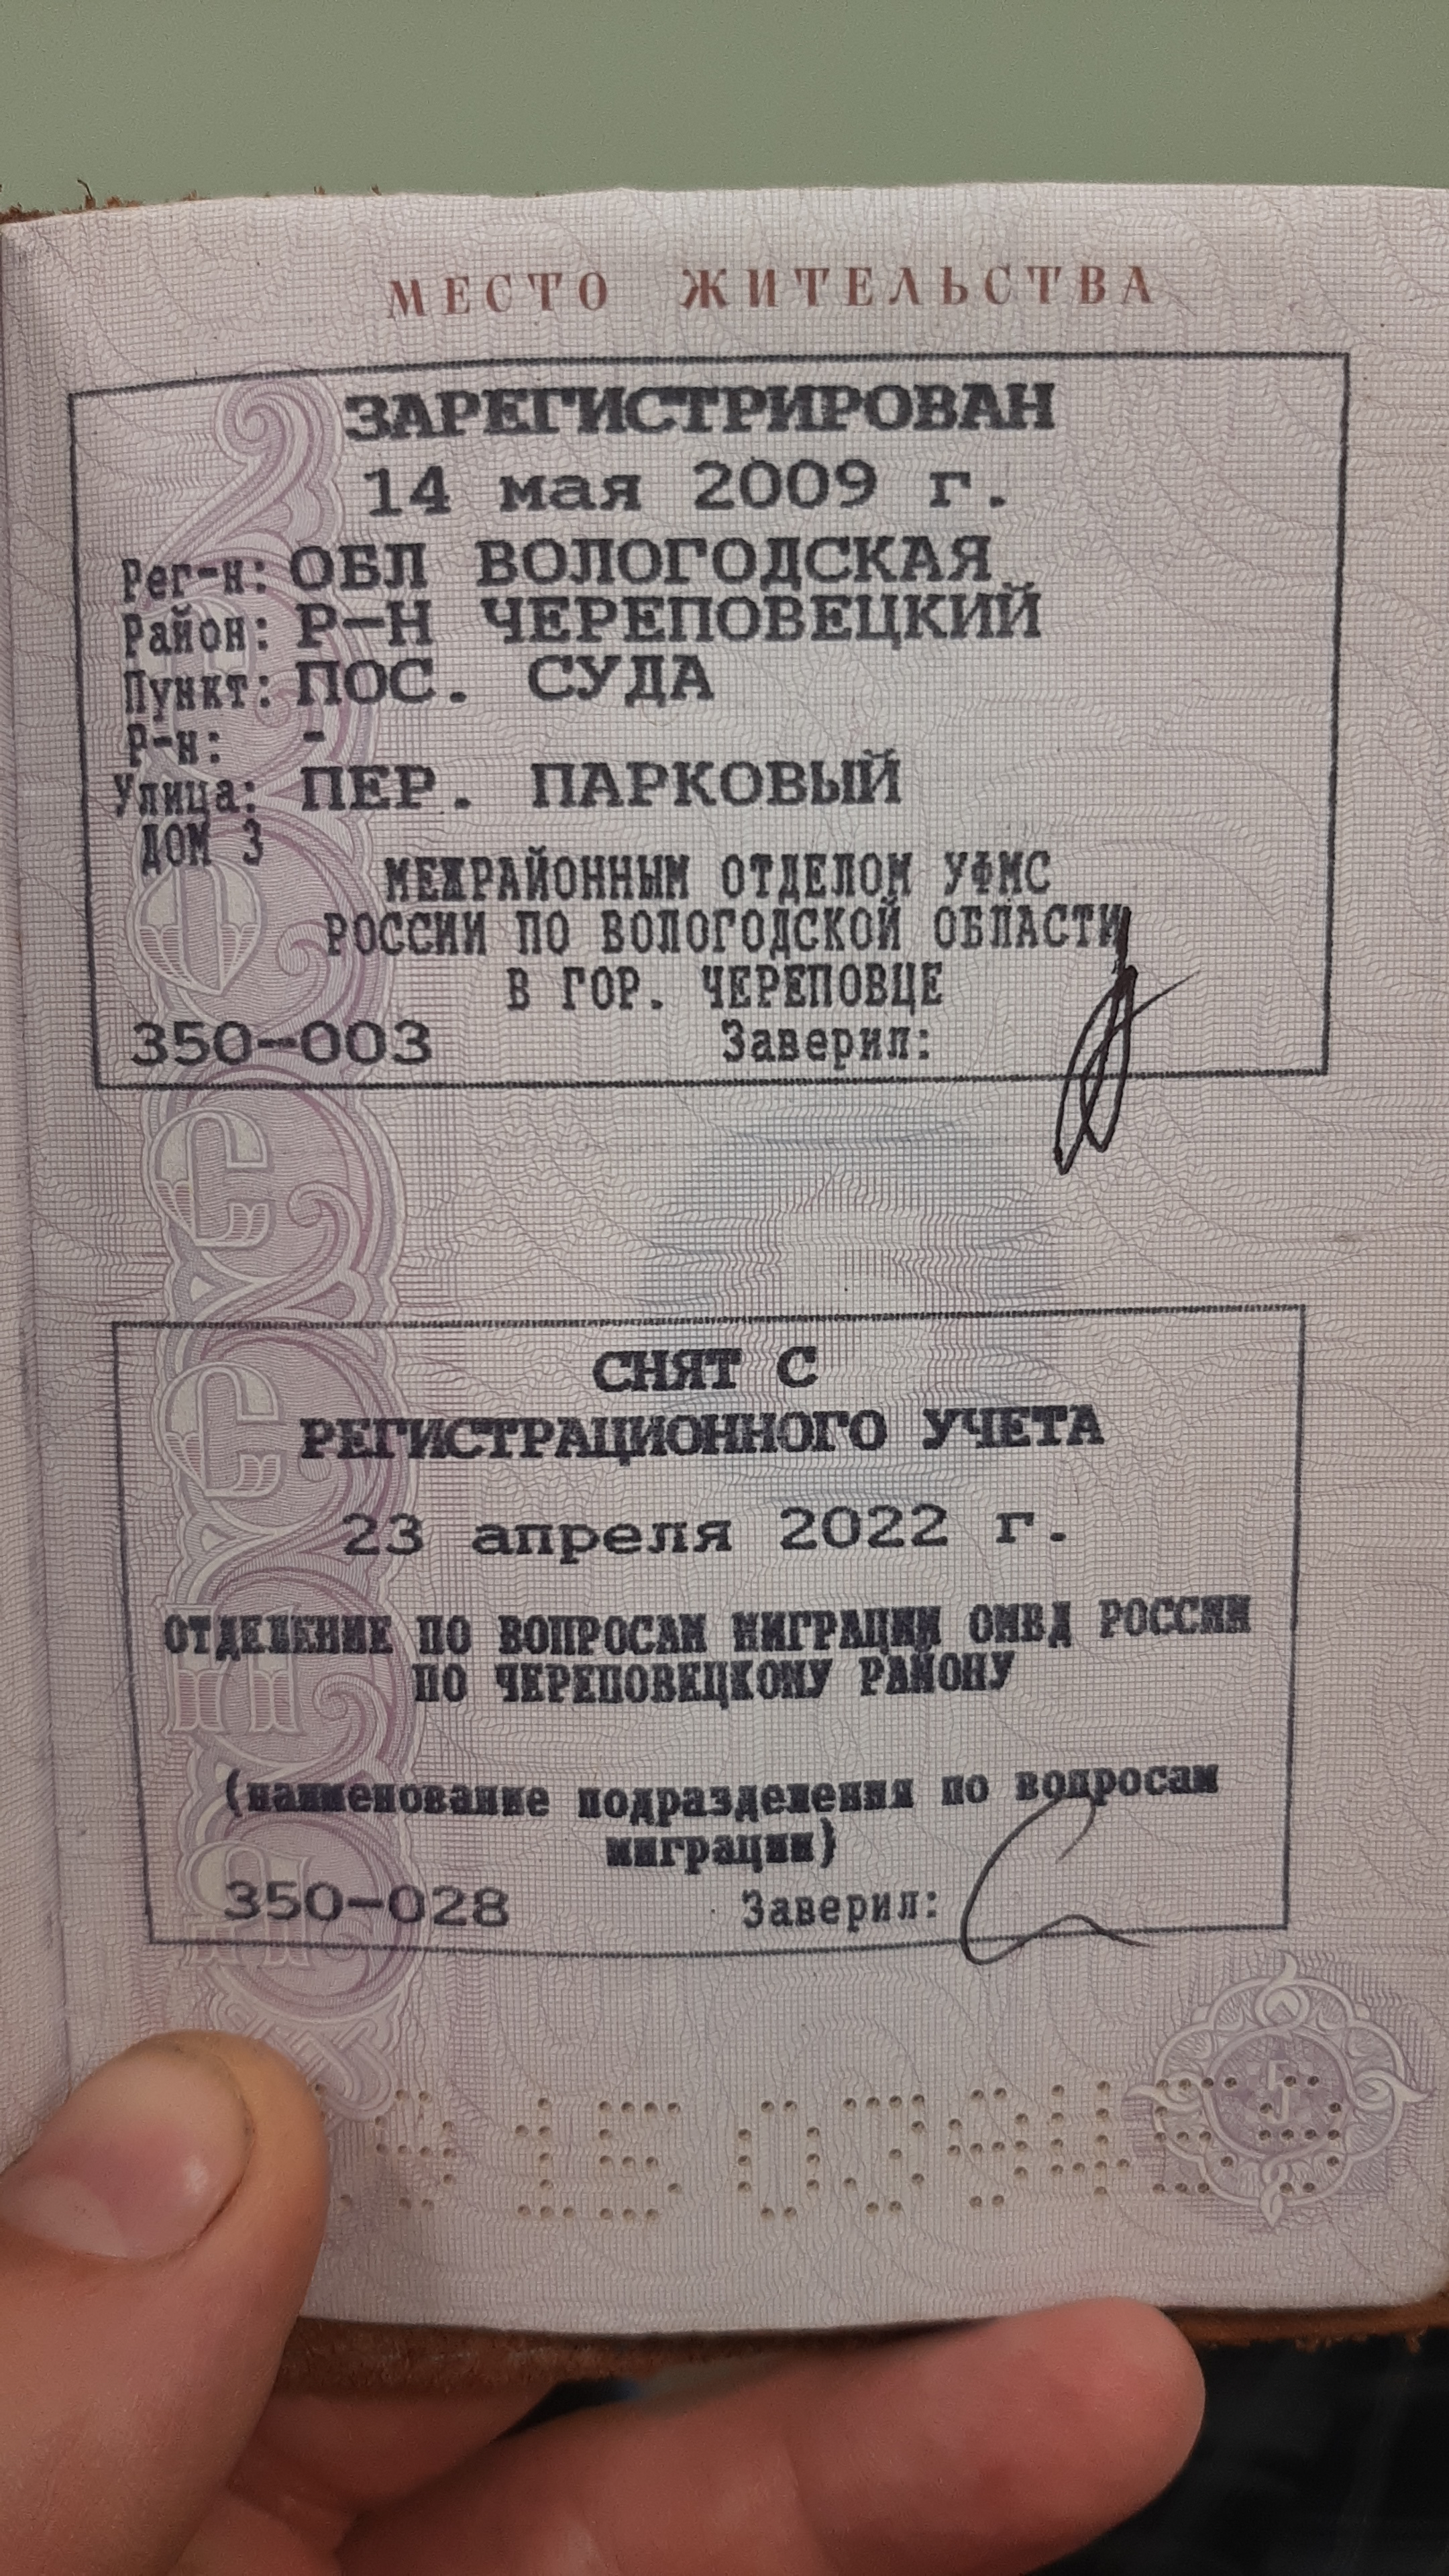 МЕСТО ЖИТЕЛЬСТВА
ЗАРЕГИСТРИРОВАН
14 мая 2009 г.
Рег-н: ОБЛ ВОЛОГОДСКАЯ
Район: Р-Н ЧЕРЕПОВЕЦКИЙ
Пункт: ПОС. СУДА
Р-н: -
Улица: ПЕР. ПАРКОВЫЙ
ДОМ 3
МЕЖРАЙОННЫМ ОТДЕЛОМ УФМС
РОССИИ ПО ВОЛОГОДСКОЙ ОБЛАСТИ
В ГОР. ЧЕРЕПОВЦЕ
350-003 Заверил:
СНЯТ С
РЕГИСТРАЦИОННОГО УЧЕТА
23 апреля 2022 г.
ОТДЕЛЕНИЕ ПО ВОПРОСАМ МИГРАЦИИ ОМВД РОССИИ
ПО ЧЕРЕПОВЕЦКОМУ РАЙОНУ
(наименование подразделения по вопросам
миграции)
350-028 Заверил:
5